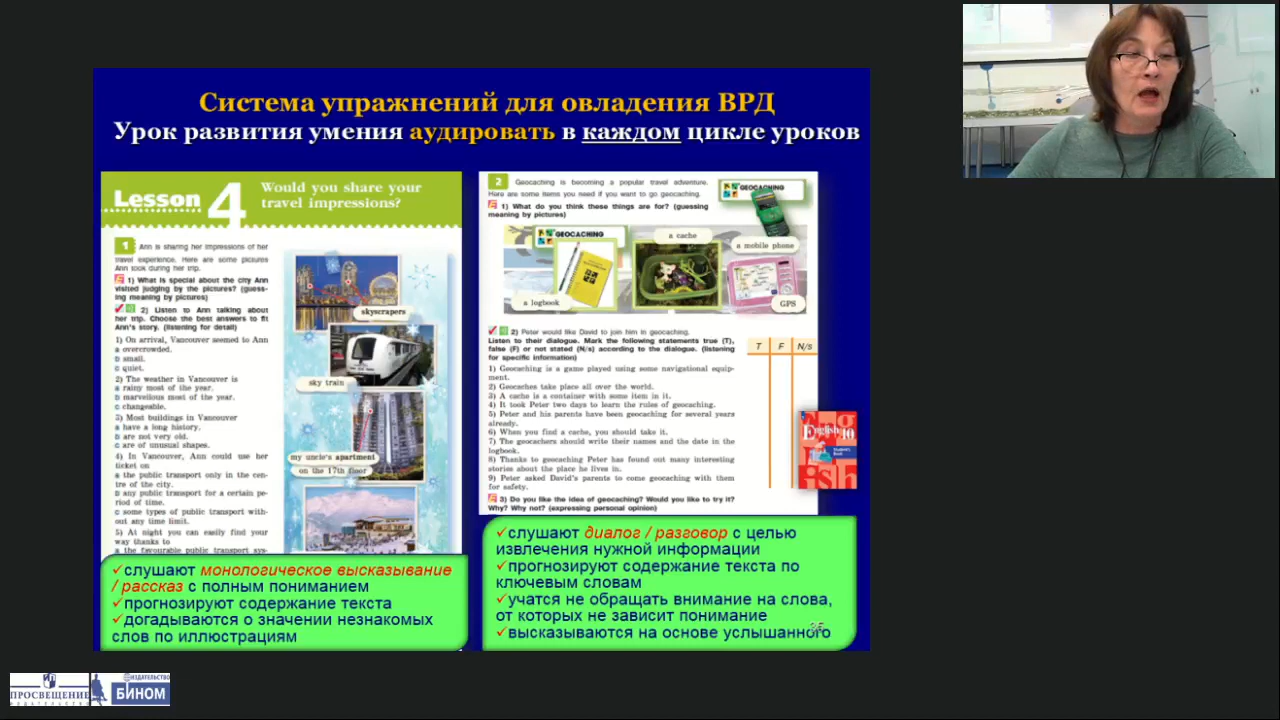 Система упражнений для овладения ВРД
Урок развития умения аудировать в каждом цикле уроков
Lesson 4
Would you share your
travel impressions?
1 Ann is sharing her impressions of her
travel experience. Here are some pictures
Ann took during her trip.
1) What is special about the city Ann
visited judging by the pictures? (guess-
ing meaning by pictures)
2) Listen to Ann talking about
her trip. Choose the best answers to fit
Ann's story. (listening for detail)
1) On arrival, Vancouver seemed to Ann
a overcrowded.
b small.
c quiet.
2) The weather in Vancouver is
a rainy most of the year.
b marvellous most of the year.
c changeable.
3) Most buildings in Vancouver
a have a long history.
b are not very old.
c are of unusual shapes.
4) In Vancouver, Ann could use her
ticket on
a the public transport only in the cen-
tre of the city.
b any public transport for a certain pe-
riod of time.
c some types of public transport with-
out any time limit.
5) At night you can easily find your
way thanks to
a the favourable public transport sys-
skyscrapers
sky train
my uncle's apartment
on the 17th floor
слушают монологическое высказывание
/ рассказ с полным пониманием
прогнозируют содержание текста
догадываются о значении незнакомых
слов по иллюстрациям
2 Geocaching is becoming a popular travel adventure.
Here are some items you need if you want to go geocaching.
1) What do you think these things are for? (guessing
meaning by pictures)
GEOCACHING
GEOCACHING
a cache
a mobile phone
a logbook
GPS
2) Peter would like David to join him in geocaching.
Listen to their dialogue. Mark the following statements true (T),
false (F) or not stated (N/s) according to the dialogue. (listening
for specific information)
T F N/s
1) Geocaching is a game played using some navigational equip-
ment.
2) Geocaches take place all over the world.
3) A cache is a container with some item in it.
4) It took Peter two days to learn the rules of geocaching.
5) Peter and his parents have been geocaching for several years
already.
6) When you find a cache, you should take it.
7) The geocachers should write their names and the date in the
logbook.
8) Thanks to geocaching Peter has found out many interesting
stories about the place he lives in.
9) Peter asked David's parents to come geocaching with them
for safety.
3) Do you like the idea of geocaching? Would you like to try it?
Why? Why not? (expressing personal opinion)
English 10
слушают диалог / разговор с целью
извлечения нужной информации
прогнозируют содержание текста по
ключевым словам
учатся не обращать внимание на слова,
от которых не зависит понимание
высказываются на основе услышанного
ПРОСВЕЩЕНИЕ
ИЗДАТЕЛЬСТВО
ИЗДАТЕЛЬСТВО
БИНОМ